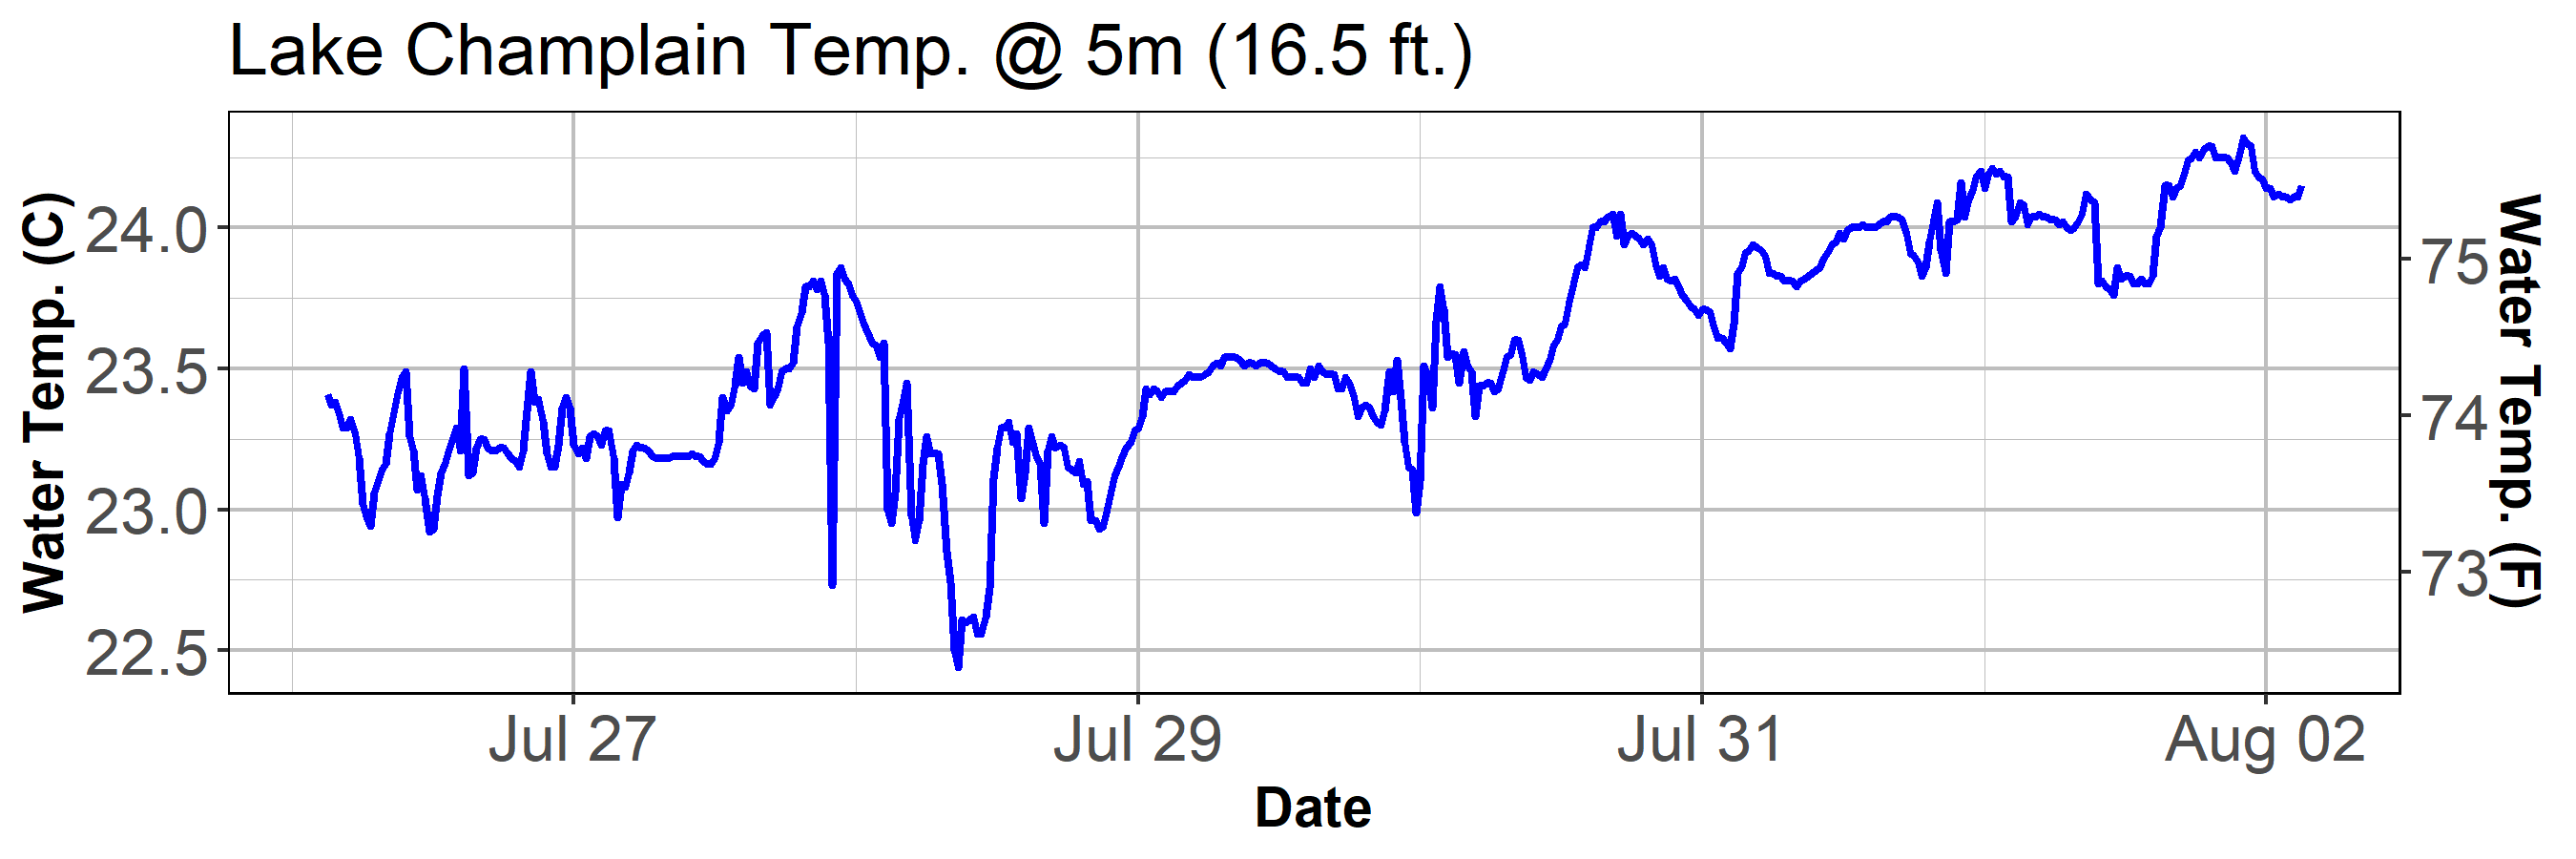 Lake Champlain Temp. @ 5m (16.5 ft.)
Water Temp. (C)
24.0
23.5
23.0
22.5
75
74
73
Water Temp. (F)
Jul 27
Jul 29
Jul 31
Aug 02
Date